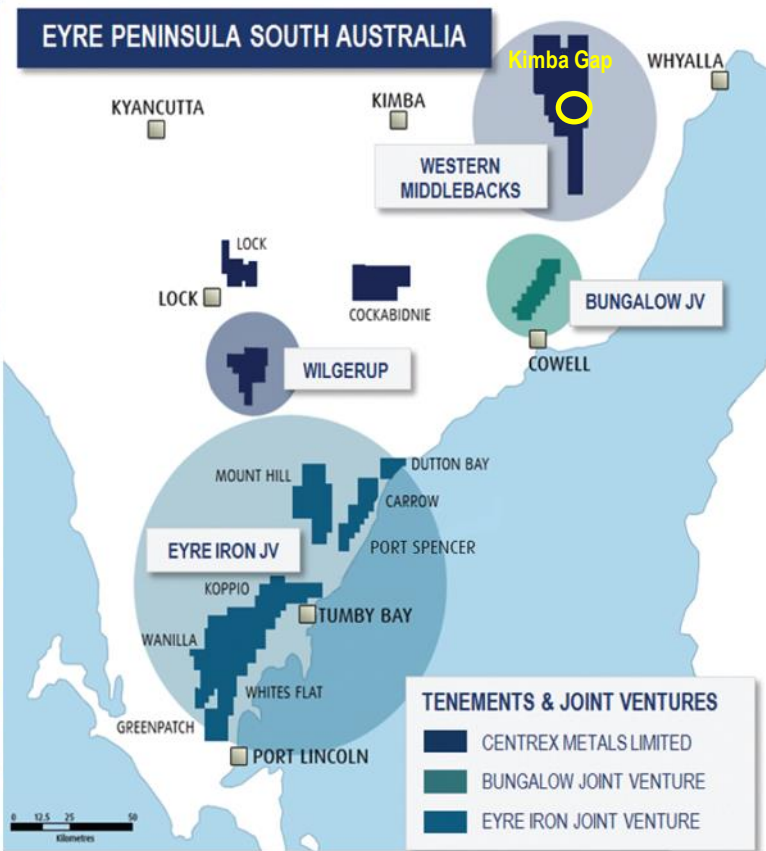 EYRE PENINSULA SOUTH AUSTRALIA
Kimba Gap
WHYALLA
KYANCUTTA
KIMBA
WESTERN
MIDDLEBACKS
LOCK
LOCK
COCKABIDNIE
BUNGALOW JV
COWELL
WILGERUP
MOUNT HILL
DUTTON BAY
CARROW
PORT SPENCER
EYRE IRON JV
KOPPIO
TUMBY BAY
WANILLA
WHITES FLAT
GREENPATCH
PORT LINCOLN
TENEMENTS & JOINT VENTURES
CENTREX METALS LIMITED
BUNGALOW JOINT VENTURE
EYRE IRON JOINT VENTURE
0 12.5 25 50
Kilometres